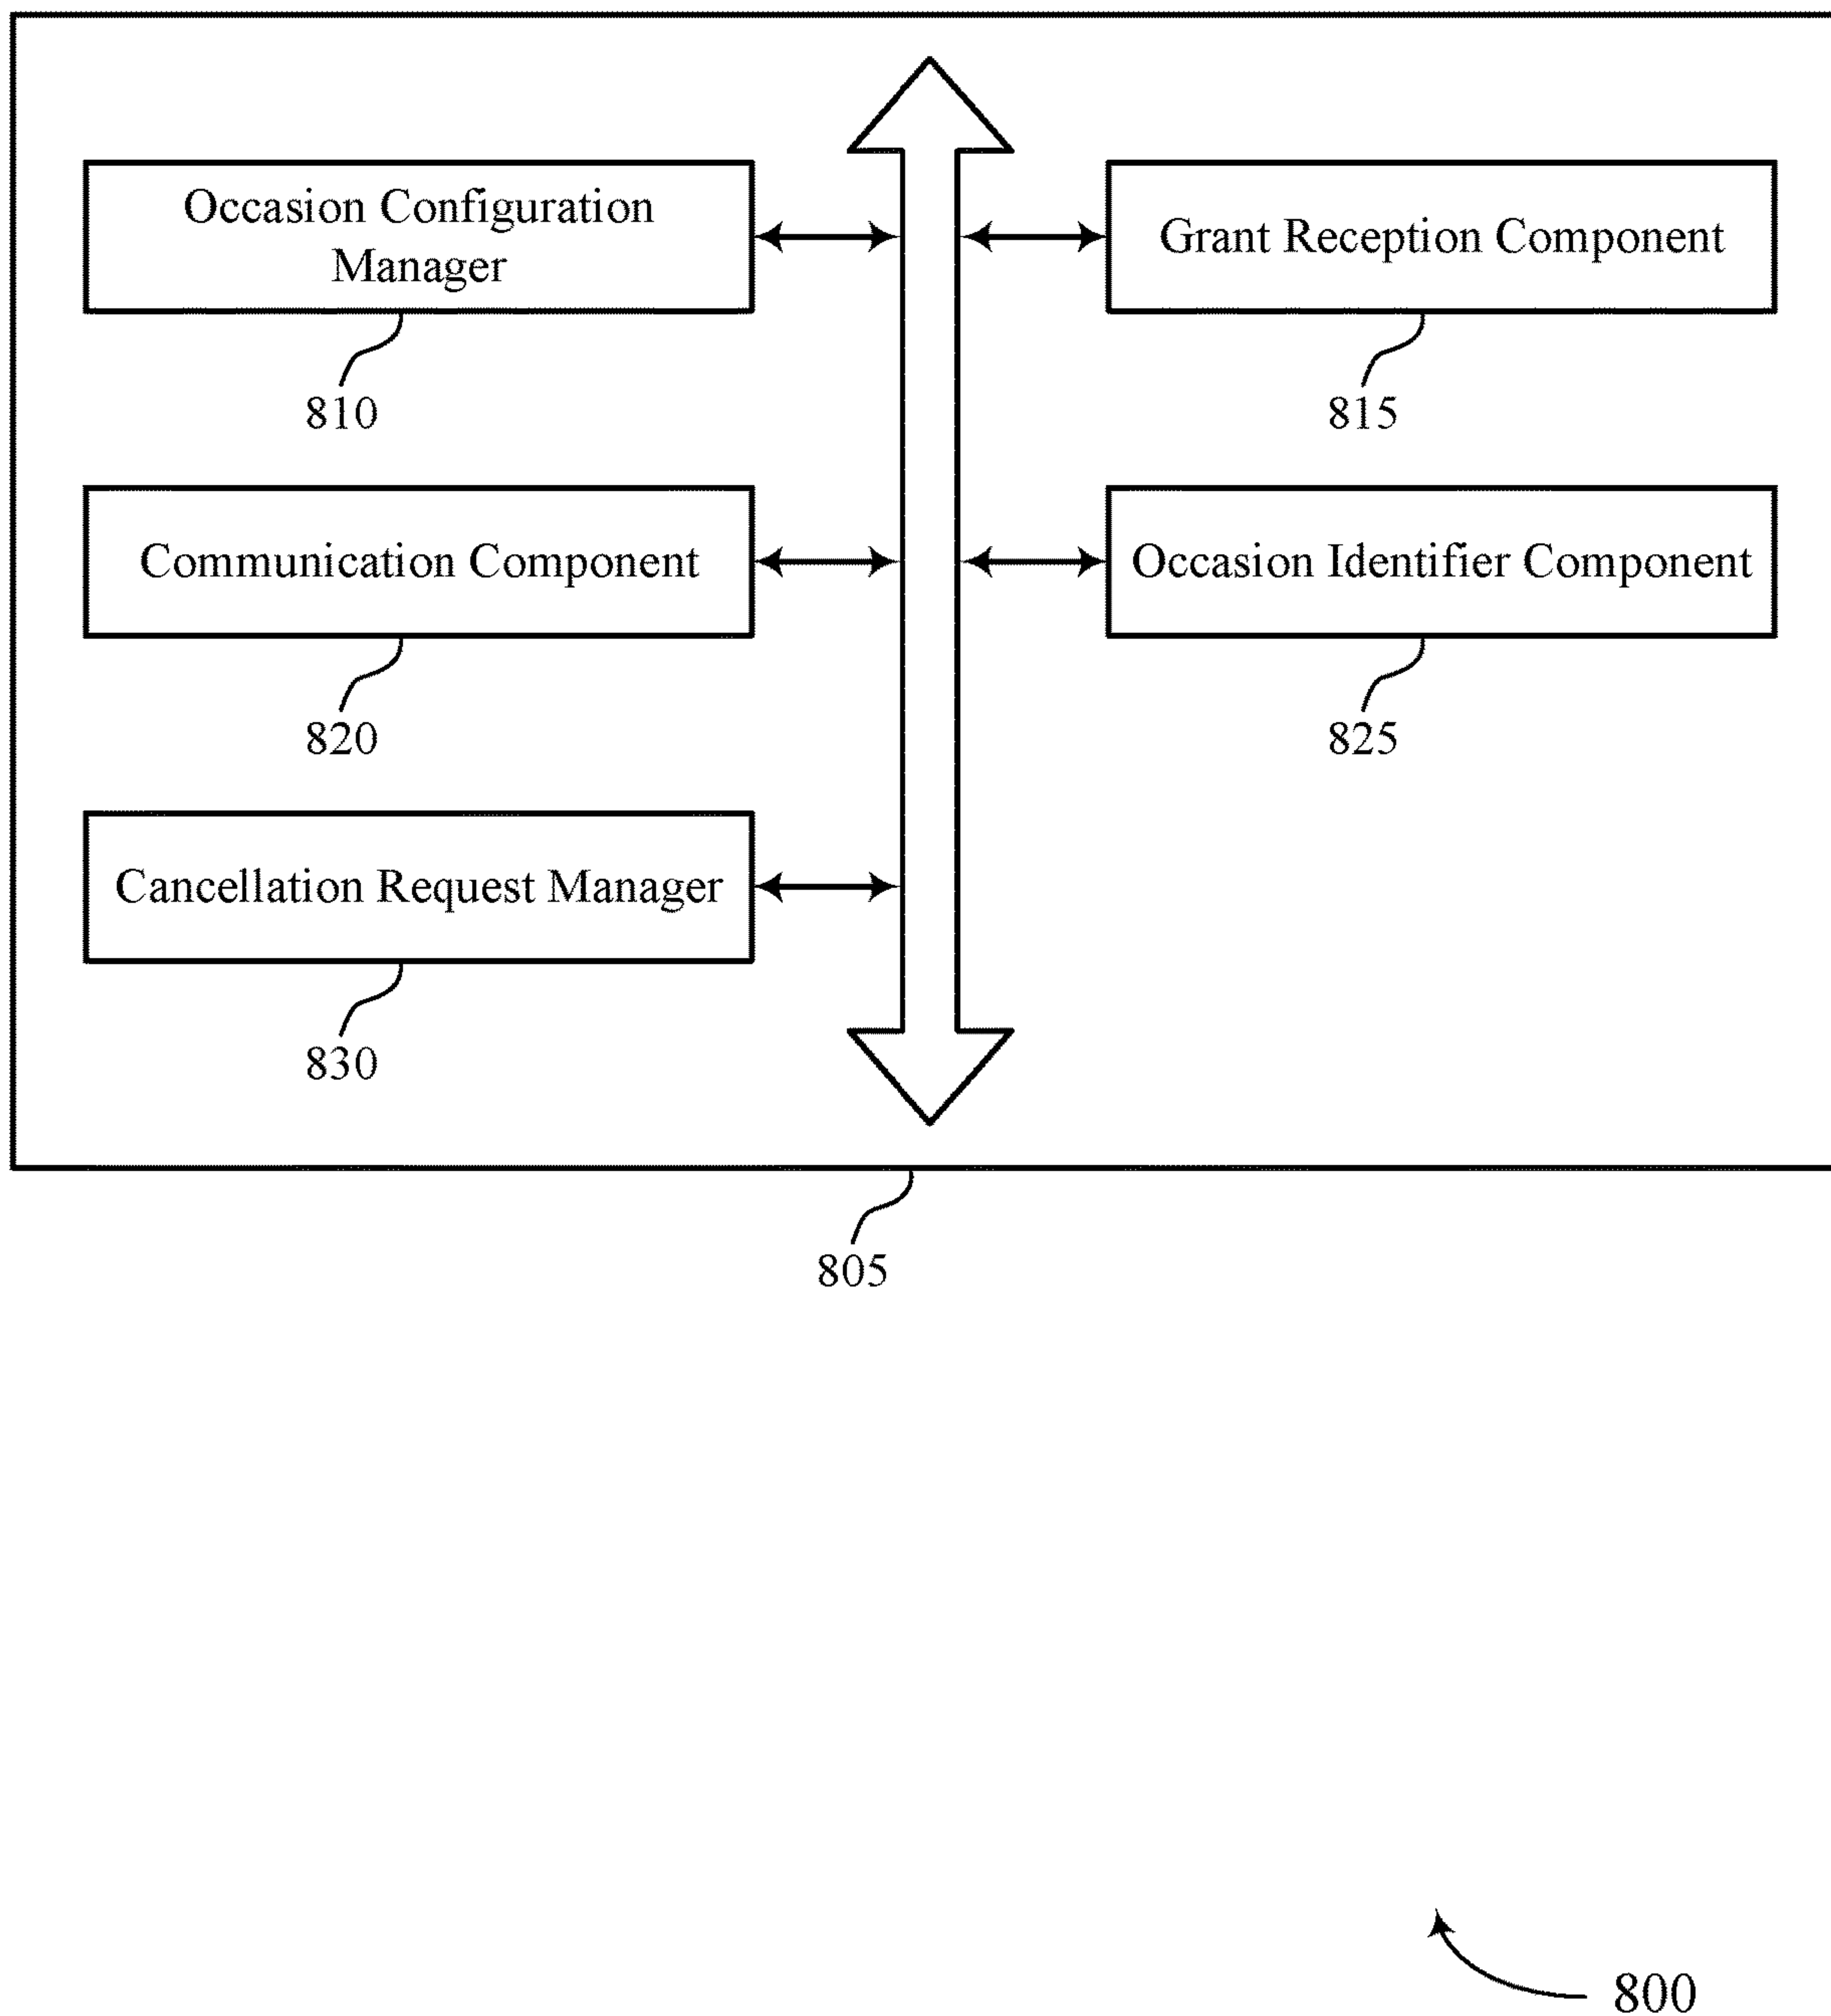 Occasion Configuration
Manager
810
Grant Reception Component
815
Communication Component
820
Occasion Identifier Component
825
Cancellation Request Manager
830
805
800